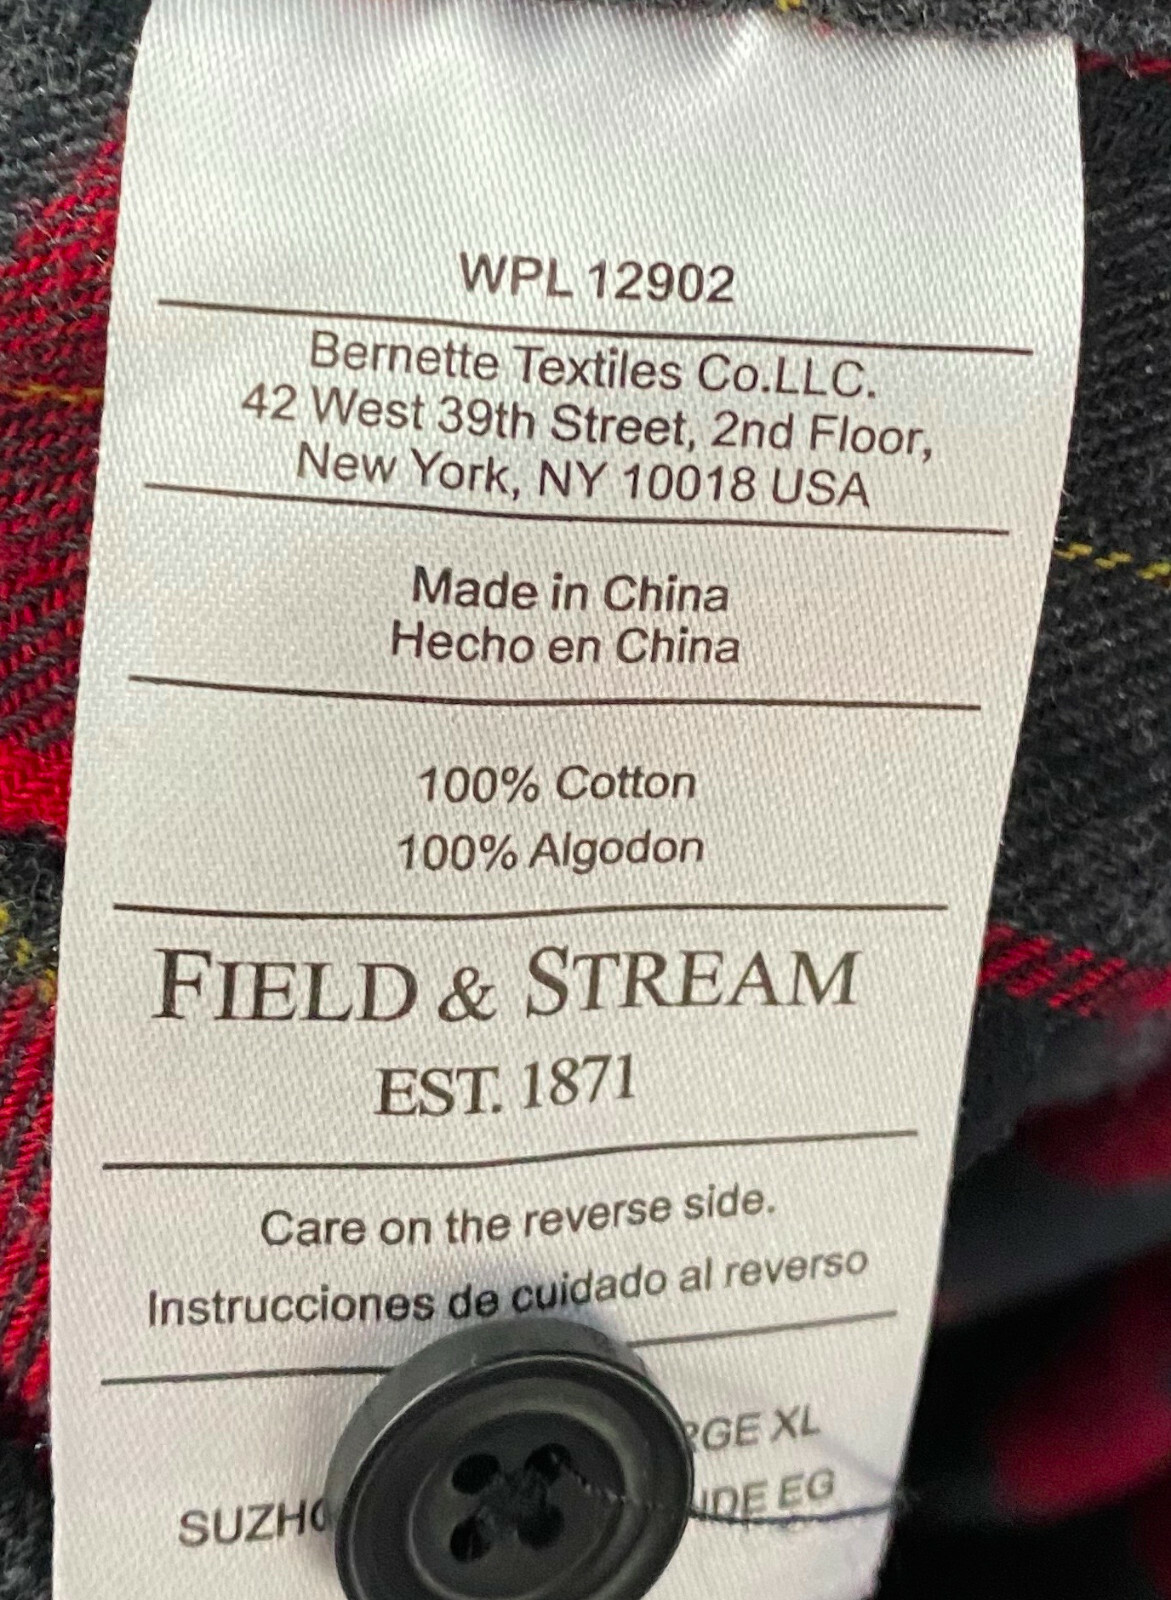 WPL 12902
Bernette Textiles Co.LLC.
42 West 39th Street, 2nd Floor,
New York, NY 10018 USA
Made in China
Hecho en China
100% Cotton
100% Algodon
FIELD & STREAM
EST. 1871
Care on the reverse side.
Instrucciones de cuidado al reverso
XL
EG